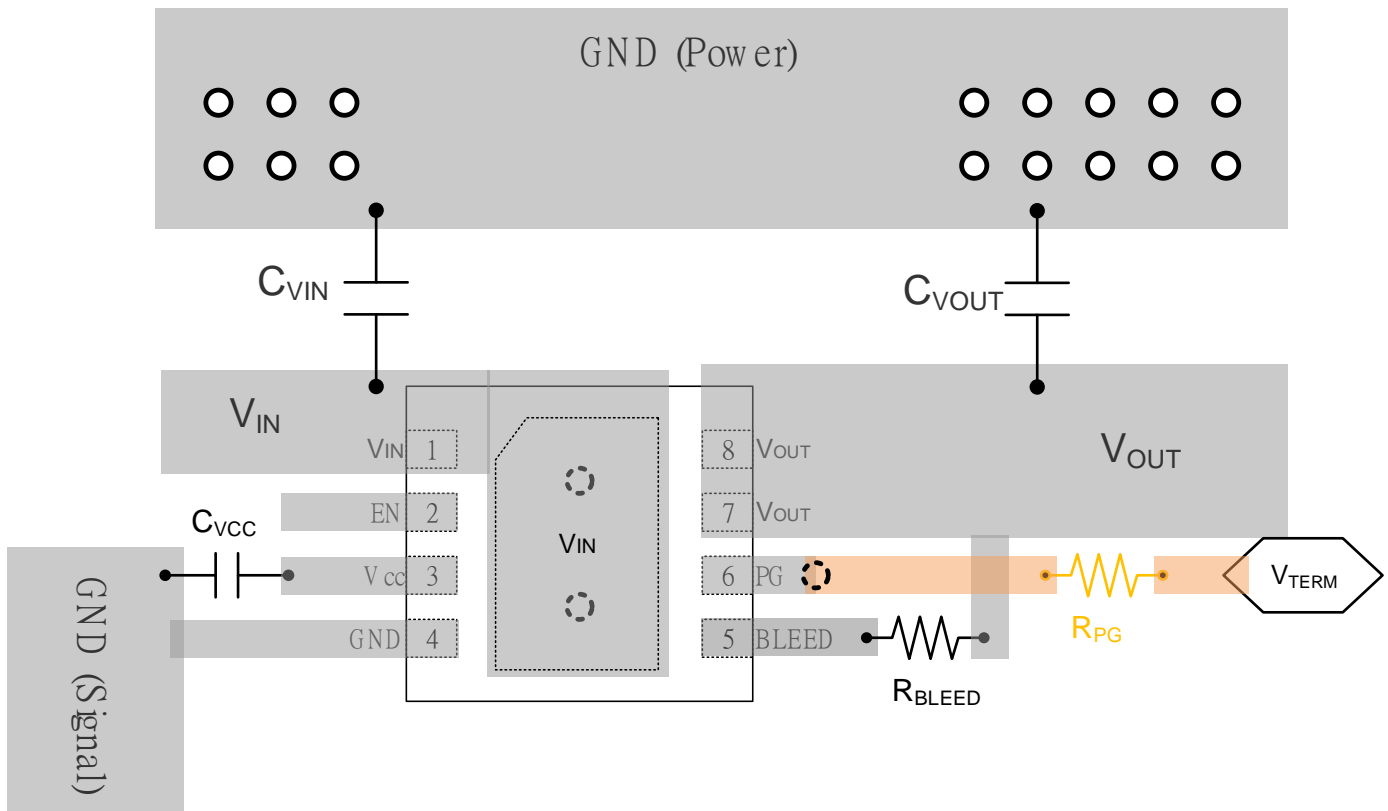 GND (Power)
CVIN
CVOUT
VIN
VOUT
VIN 1
8 VOUT
EN 2
7 VOUT
VIN
CVCC
Vcc 3
6 PG
VTERM
GND 4
5 BLEED
RPG
RBLEED
GND (Signal)